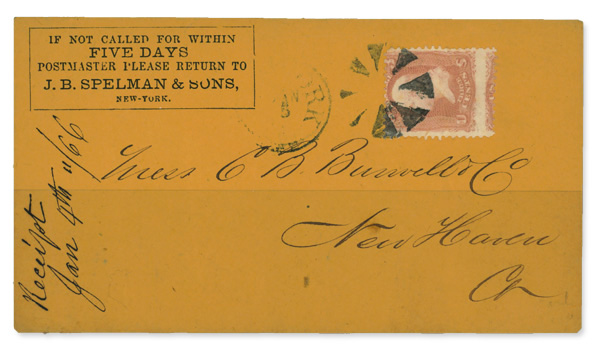 IF NOT CALLED FOR WITHIN
FIVE DAYS
POSTMASTER PLEASE RETURN TO
J. B. SPELMAN & SONS,
NEW-YORK.
Mess C B. Burwell & Co
New Haven
Ct
Receipt
Jan 4th "/66